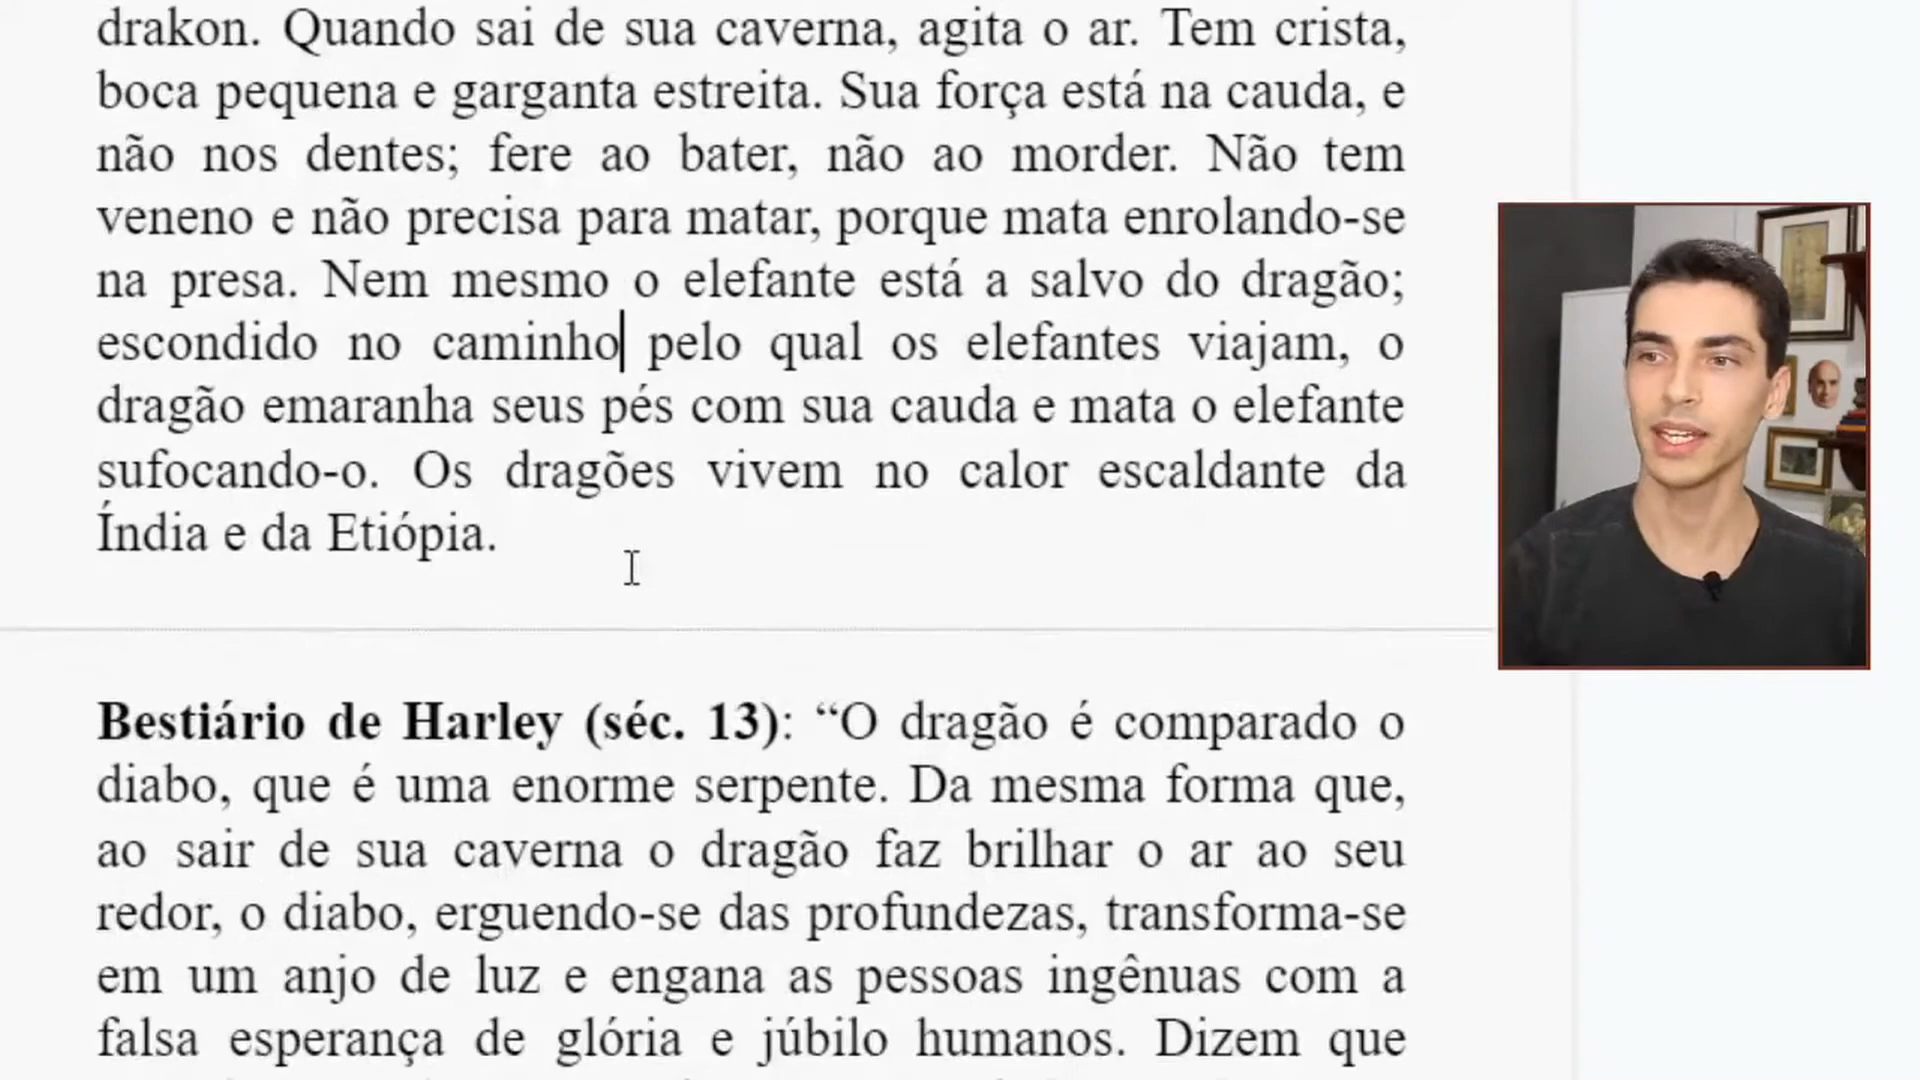 drakon. Quando sai de sua caverna, agita o ar. Tem crista,
boca pequena e garganta estreita. Sua força está na cauda, e
não nos dentes; fere ao bater, não ao morder. Não tem
veneno e não precisa para matar, porque mata enrolando-se
na presa. Nem mesmo o elefante está a salvo do dragão;
escondido no caminho pelo qual os elefantes viajam, o
dragão emaranha seus pés com sua cauda e mata o elefante
sufocando-o. Os dragões vivem no calor escaldante da
Índia e da Etiópia.
Bestiário de Harley (séc. 13): “O dragão é comparado o
diabo, que é uma enorme serpente. Da mesma forma que,
ao sair de sua caverna o dragão faz brilhar o ar ao seu
redor, o diabo, erguendo-se das profundezas, transforma-se
em um anjo de luz e engana as pessoas ingênuas com a
falsa esperança de glória e júbilo humanos. Dizem que